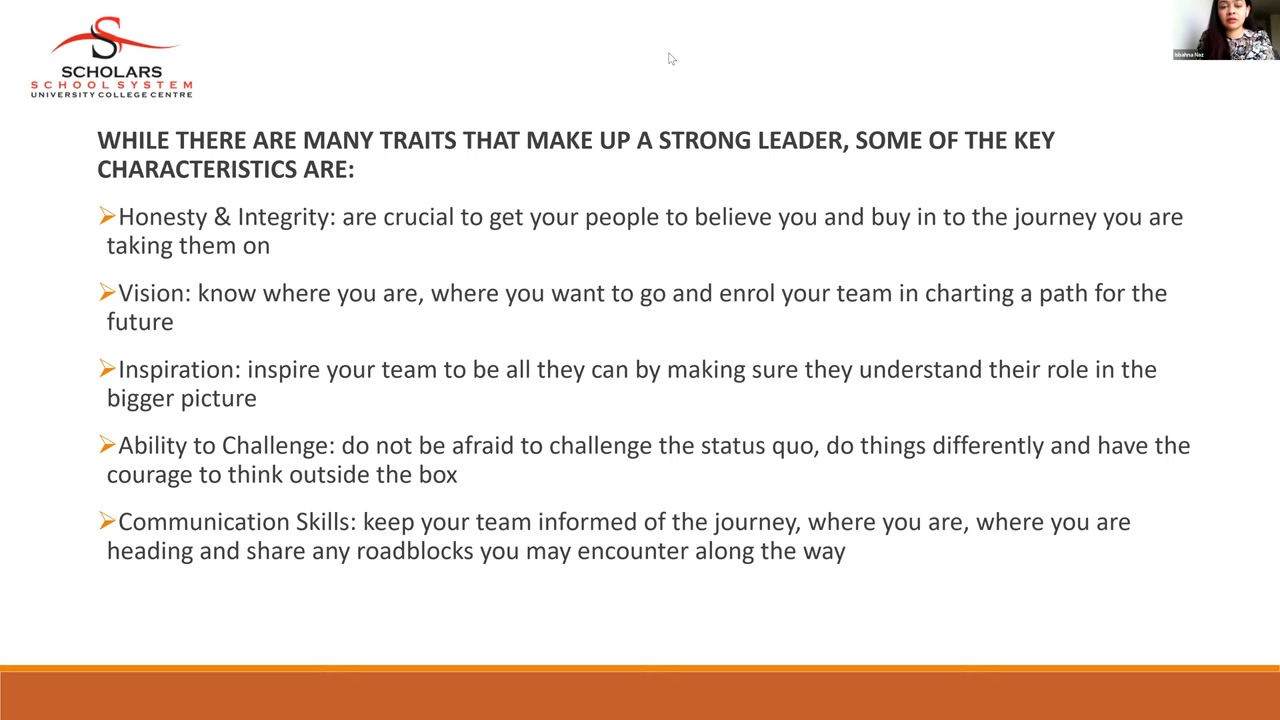 S
SCHOLARS
SCHOOL SYSTEM
UNIVERSITY COLLEGE CENTRE
Isbahna Naz
WHILE THERE ARE MANY TRAITS THAT MAKE UP A STRONG LEADER, SOME OF THE KEY
CHARACTERISTICS ARE:
Honesty & Integrity: are crucial to get your people to believe you and buy in to the journey you are
taking them on
Vision: know where you are, where you want to go and enrol your team in charting a path for the
future
Inspiration: inspire your team to be all they can by making sure they understand their role in the
bigger picture
Ability to Challenge: do not be afraid to challenge the status quo, do things differently and have the
courage to think outside the box
Communication Skills: keep your team informed of the journey, where you are, where you are
heading and share any roadblocks you may encounter along the way